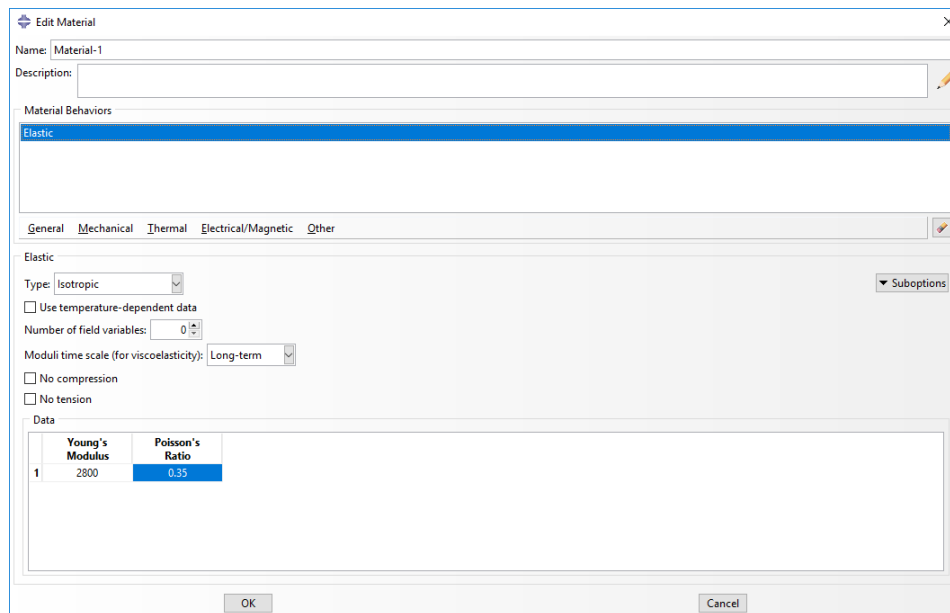 Edit Material
Name: Material-1
Description:
Material Behaviors
Elastic
General Mechanical Thermal Electrical/Magnetic Other
Elastic
Type: Isotropic
Suboptions
Use temperature-dependent data
Number of field variables: 0
Moduli time scale (for viscoelasticity): Long-term
No compression
No tension
Data
Young's Poisson's
Modulus Ratio
1 2800 0.35
OK Cancel